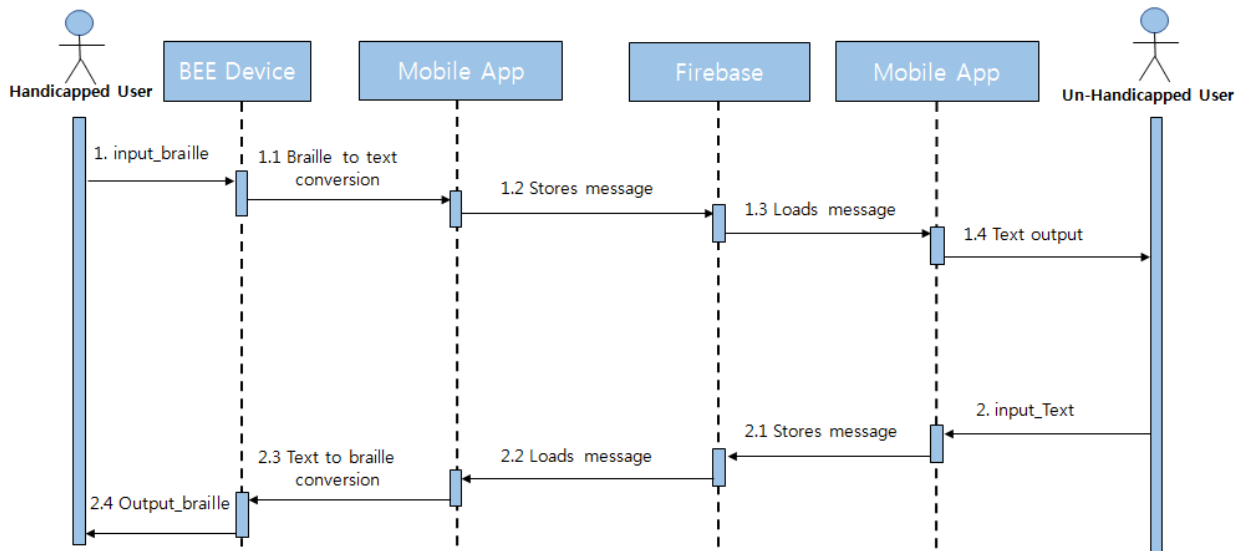 Handicapped User
BEE Device
Mobile App
Firebase
Mobile App
Un-Handicapped User
1. input_braille
1.1 Braille to text
conversion
1.2 Stores message
1.3 Loads message
1.4 Text output
2. input_Text
2.1 Stores message
2.2 Loads message
2.3 Text to braille
conversion
2.4 Output_braille